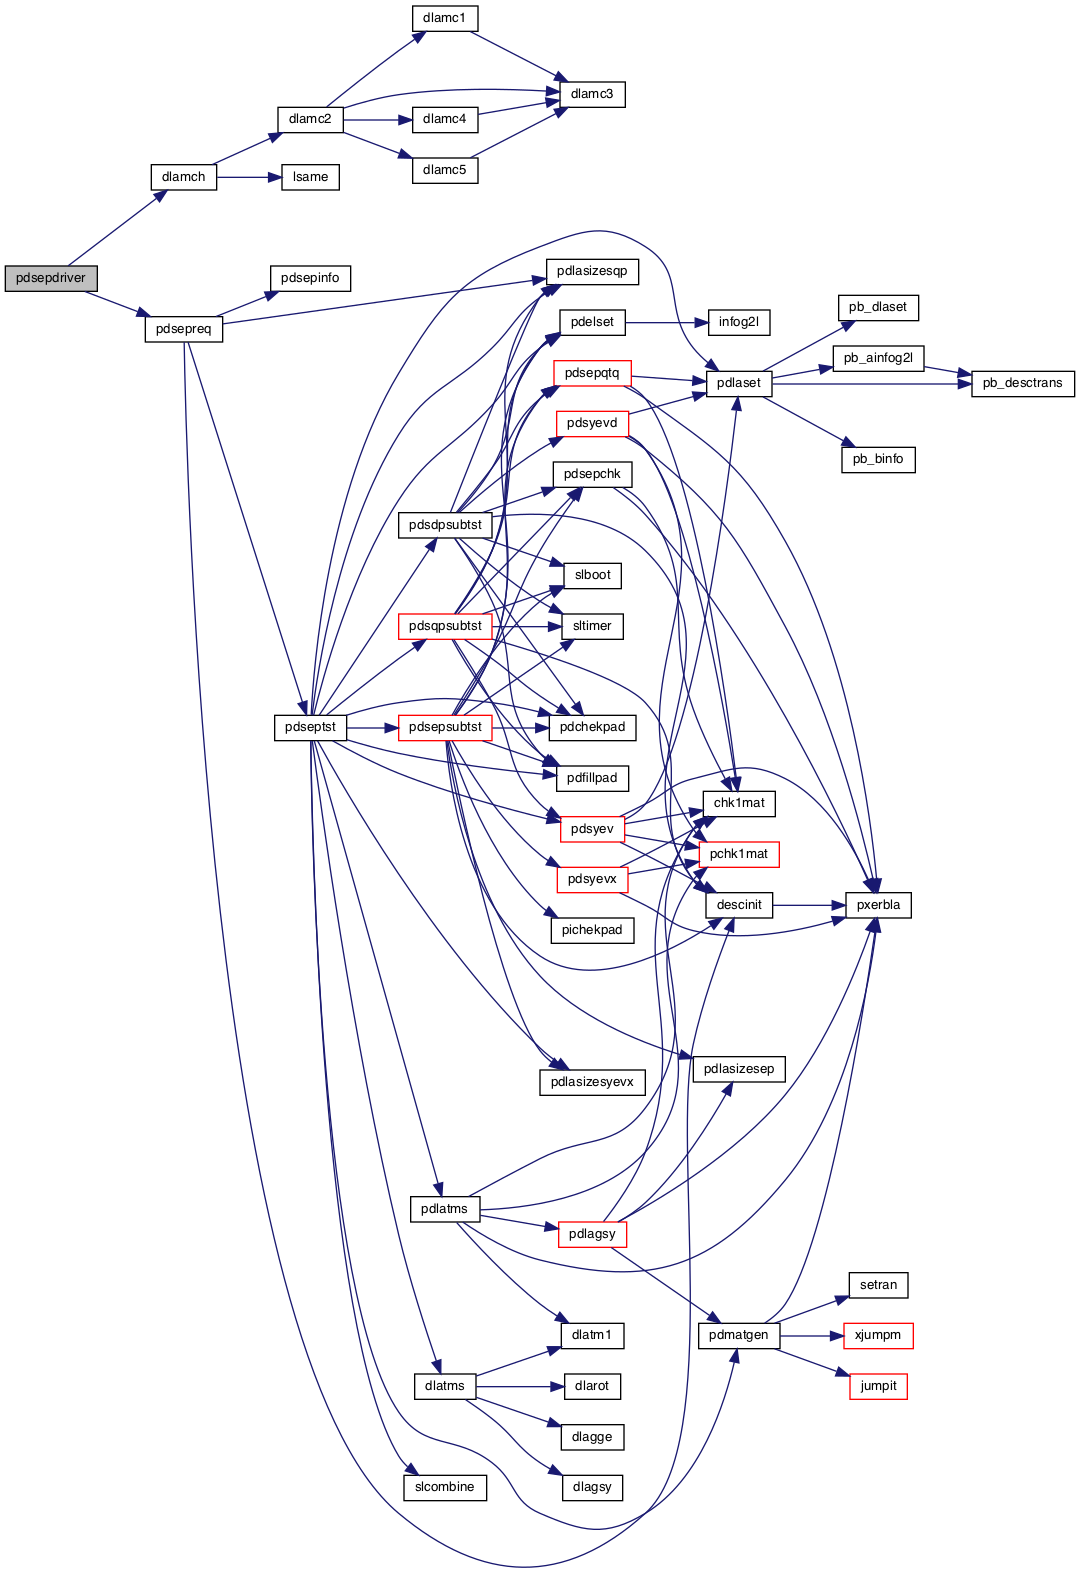 dlamc1
dlamc3
dlamc2
dlamc4
dlamc5
dlamch
lsame
pdsepdriver
pdsepinfo
pdlasizesqp
pdsepreq
pdelset
infog2l
pb_dlaset
pb_ainfog2l
pdsepqtq
pdlaset
pb_desctrans
pdsyevd
pb_binfo
pdsepchk
pdsdpsubtst
slboot
pdsqpsubtst
sltimer
pdseptst
pdsepsubtst
pdchekpad
pdfillpad
chk1mat
pdsyev
pchk1mat
pdsyevx
descinit
pxerbla
pichekpad
pdlasizesep
pdlasizesyevx
pdlatms
pdlagsy
setran
dlatm1
pdmatgen
xjumpm
dlatms
dlarot
jumpit
dlagge
slcombine
dlagsy